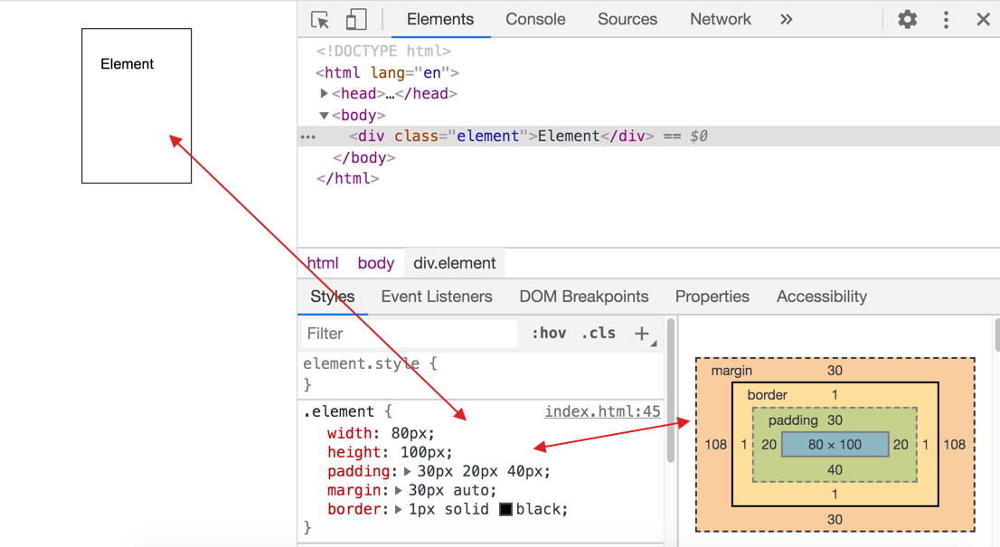 Element
Elements Console Sources Network »
<!DOCTYPE html>
<html lang="en">
<head>…</head>
<body>
<div class="element">Element</div> == $0
</body>
</html>
html body div.element
Styles Event Listeners DOM Breakpoints Properties Accessibility
Filter :hov .cls +
element.style {
}
.element { index.html:45
width: 80px;
height: 100px;
padding: 30px 20px 40px;
margin: 30px auto;
border: 1px solid black;
}
margin 30
border 1
padding 30
108 1 20 80 × 100 20 1 108
40
1
30